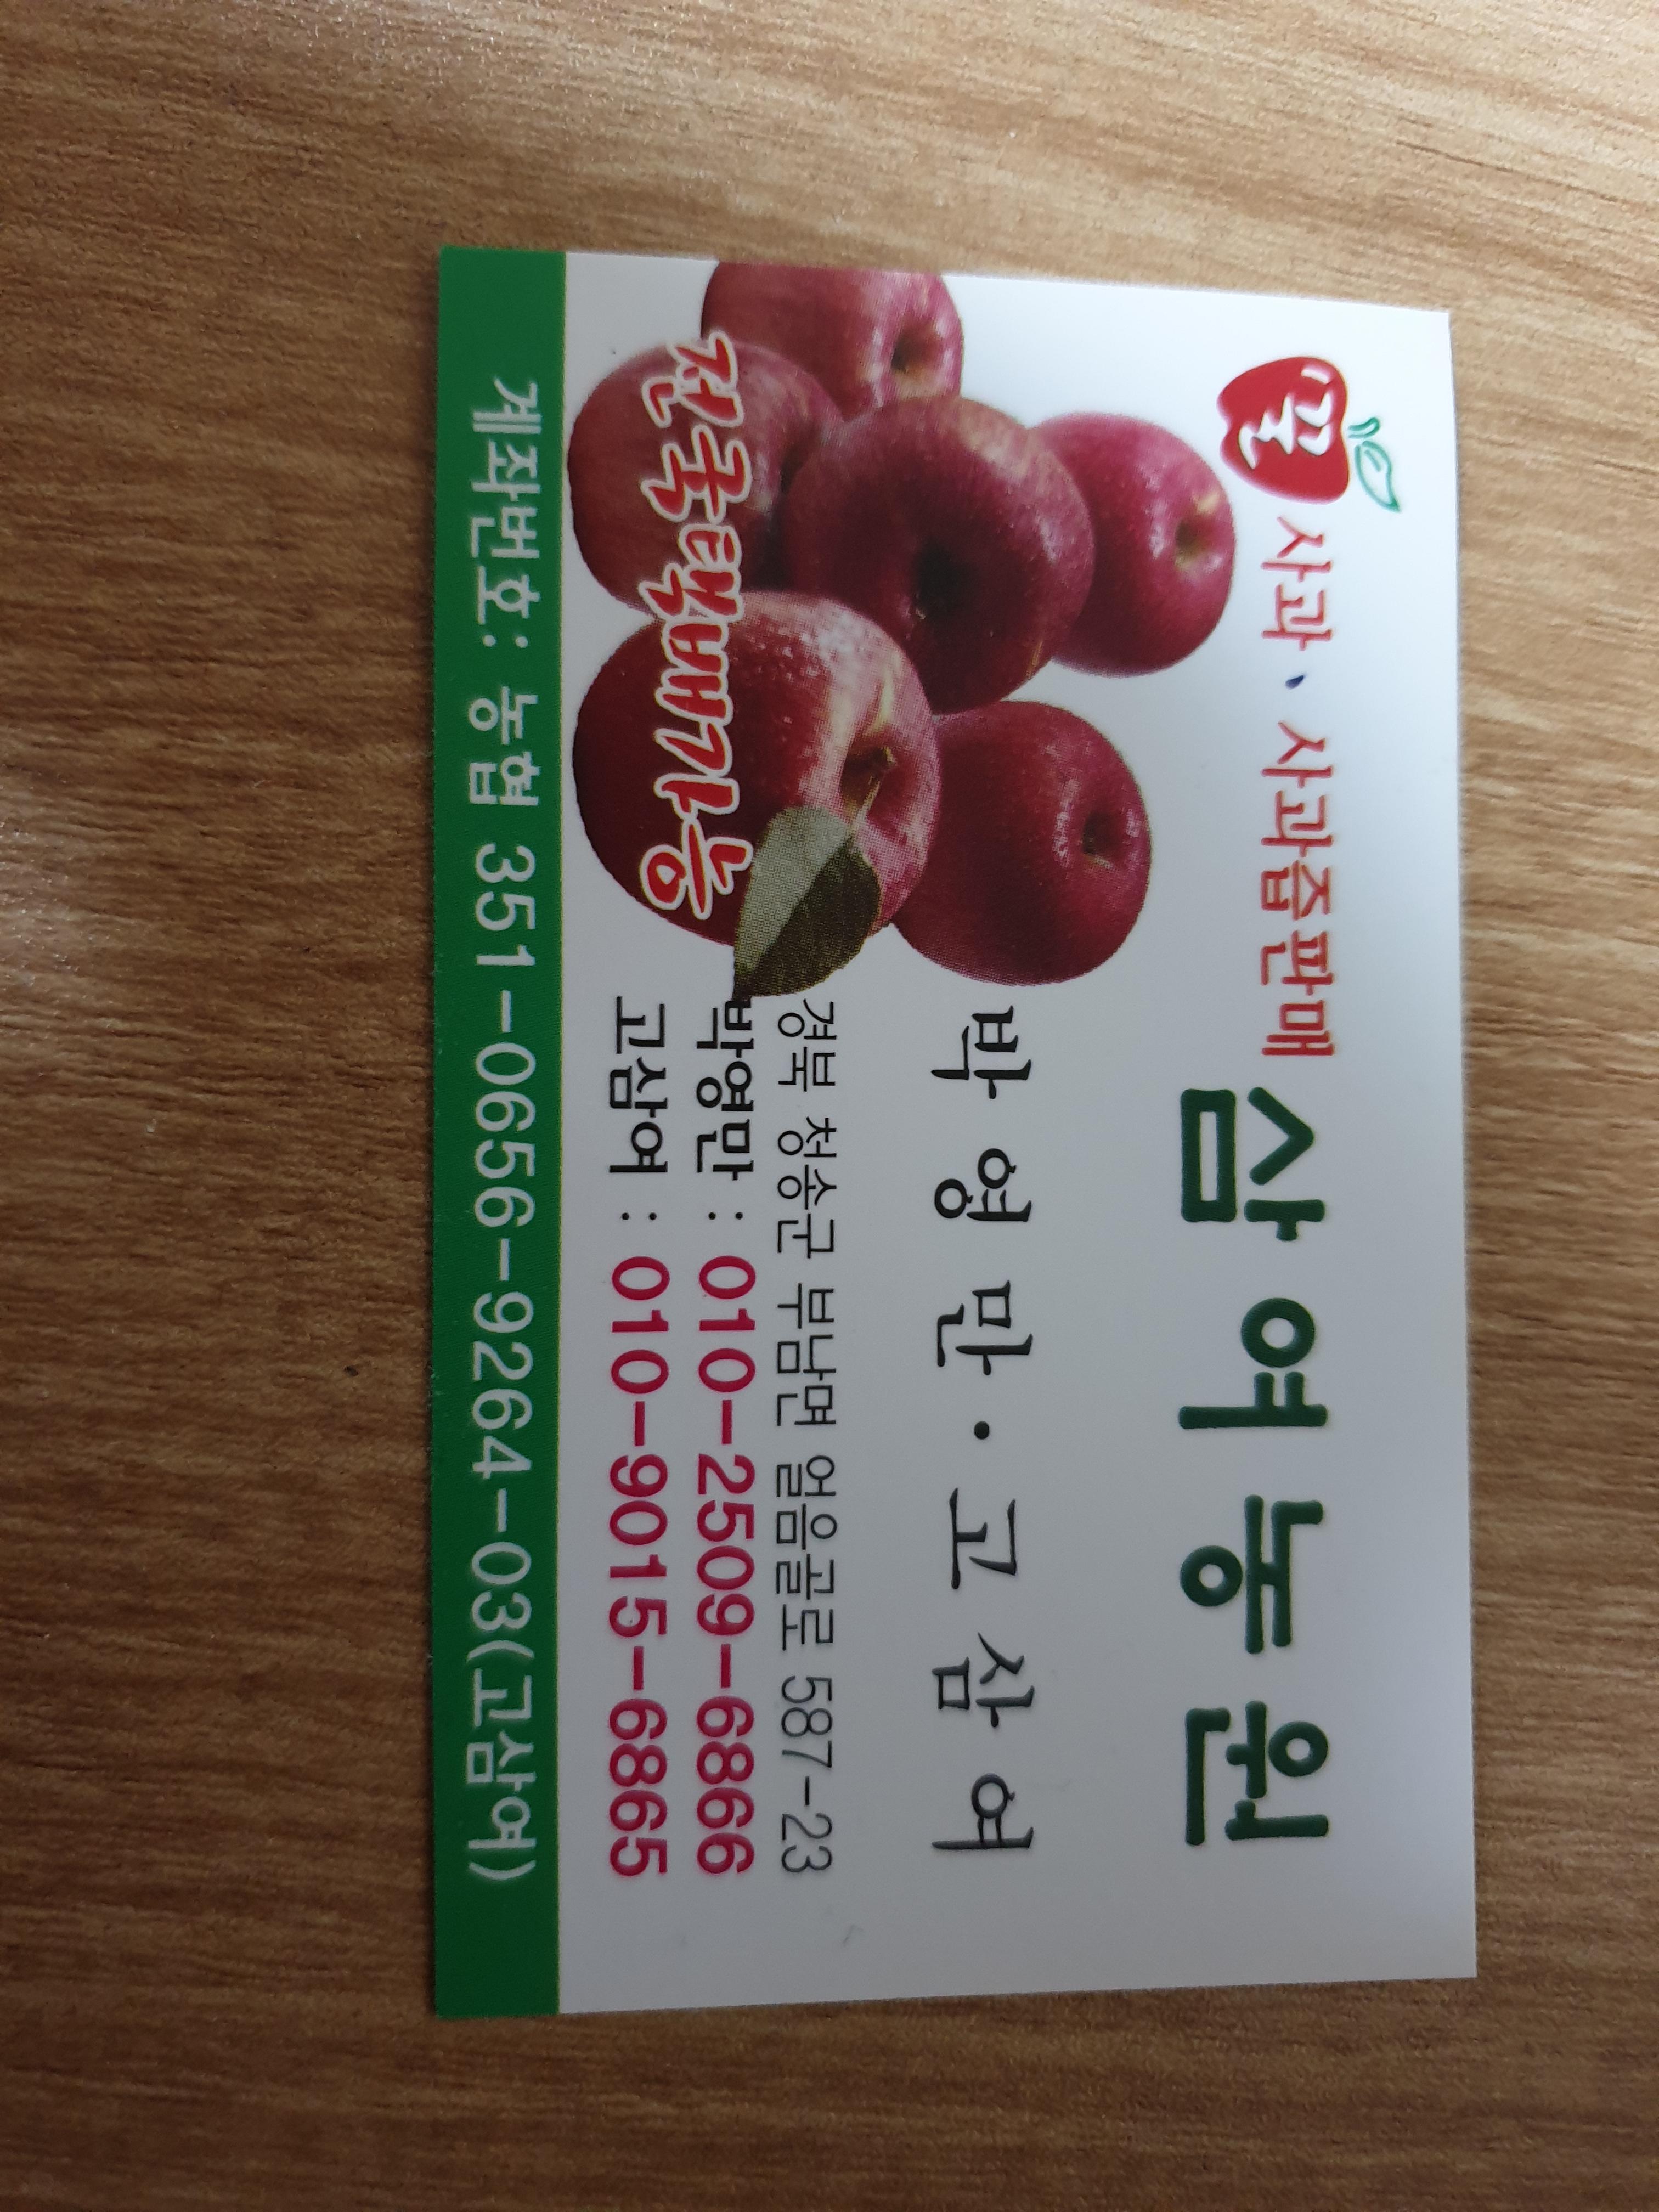 꿀사과·사과즙판매
삼여농원
박영만·고삼여
경북 청송군 부남면 얼음골로 587-23
박영만 : 010-2509-6866
고삼여 : 010-9015-6865
전국택배가능
계좌번호: 농협 351-0656-9264-03(고삼여)